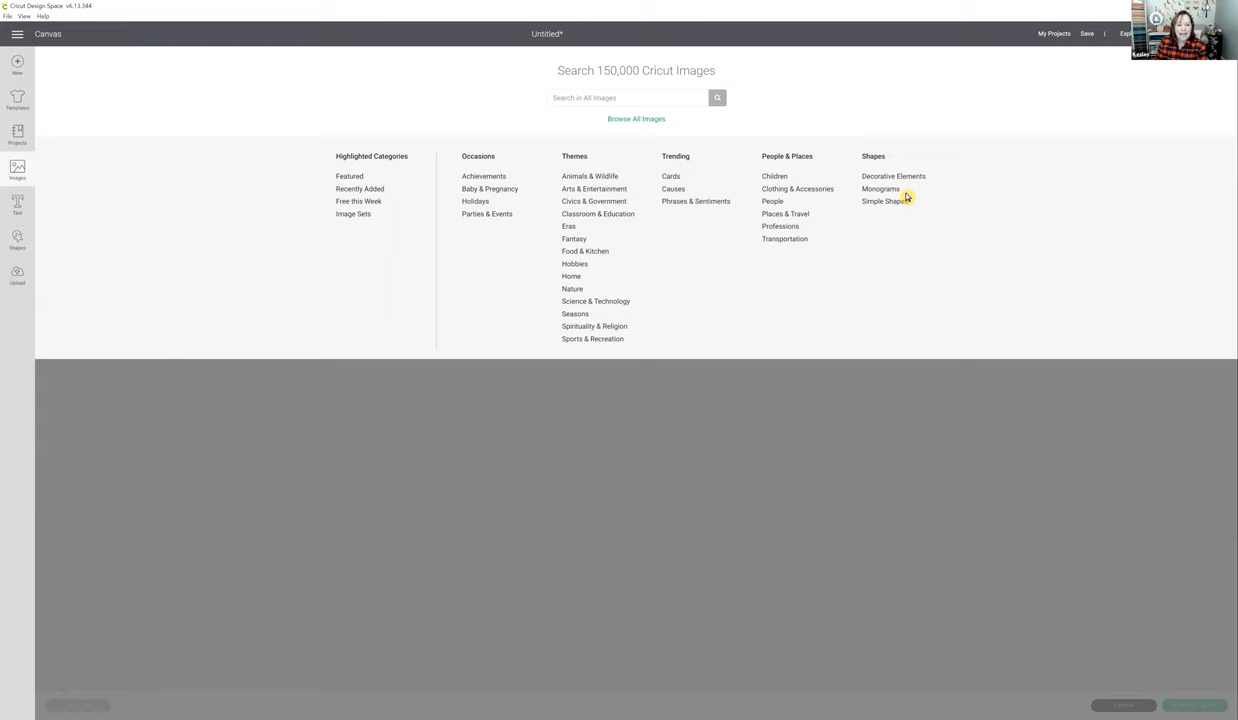 Cricut Design Space v6.13.344
File View Help
Canvas
Untitled*
My Projects Save | Expl
Kesley
New
Templates
Projects
Images
Text
Shapes
Upload
Search 150,000 Cricut Images
Search in All Images
Browse All Images
Highlighted Categories
Featured
Recently Added
Free this Week
Image Sets
Occasions
Achievements
Baby & Pregnancy
Holidays
Parties & Events
Themes
Animals & Wildlife
Arts & Entertainment
Civics & Government
Classroom & Education
Eras
Fantasy
Food & Kitchen
Hobbies
Home
Nature
Science & Technology
Seasons
Spirituality & Religion
Sports & Recreation
Trending
Cards
Causes
Phrases & Sentiments
People & Places
Children
Clothing & Accessories
People
Places & Travel
Professions
Transportation
Shapes
Decorative Elements
Monograms
Simple Shapes